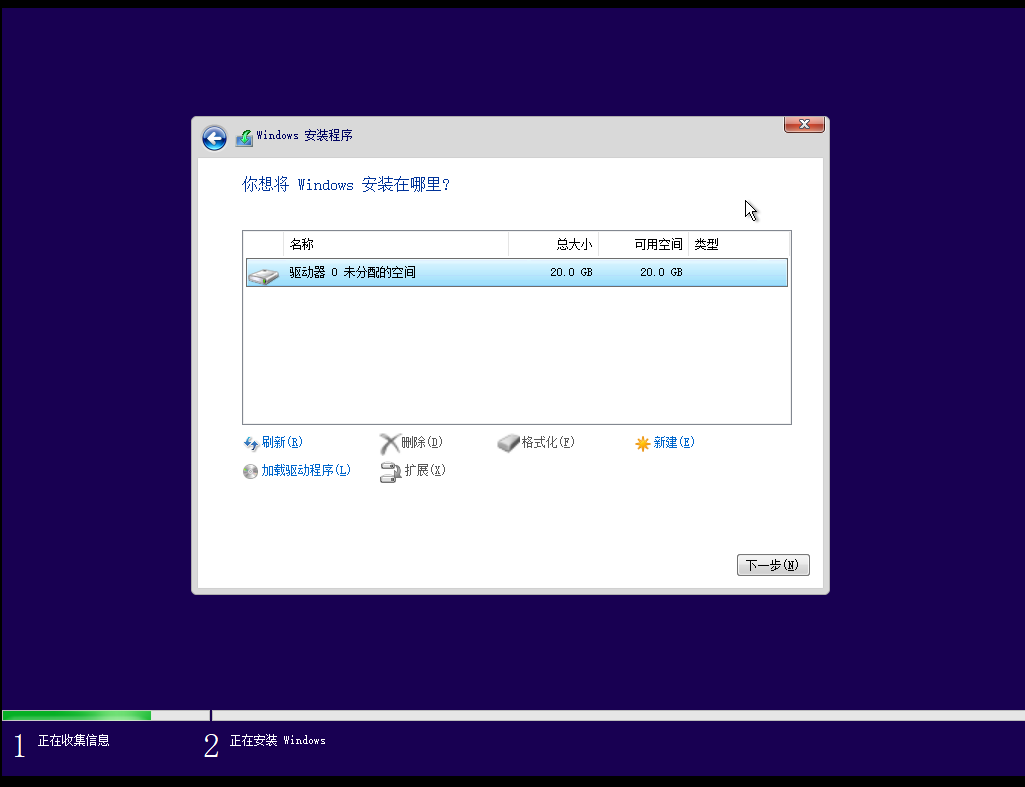 Windows 安装程序
你想将 Windows 安装在哪里?
名称 总大小 可用空间 类型
驱动器 0 未分配的空间 20.0 GB 20.0 GB
刷新(R) 删除(D) 格式化(F) 新建(E)
加载驱动程序(L) 扩展(X)
下一步(N)
1 正在收集信息 2 正在安装 Windows